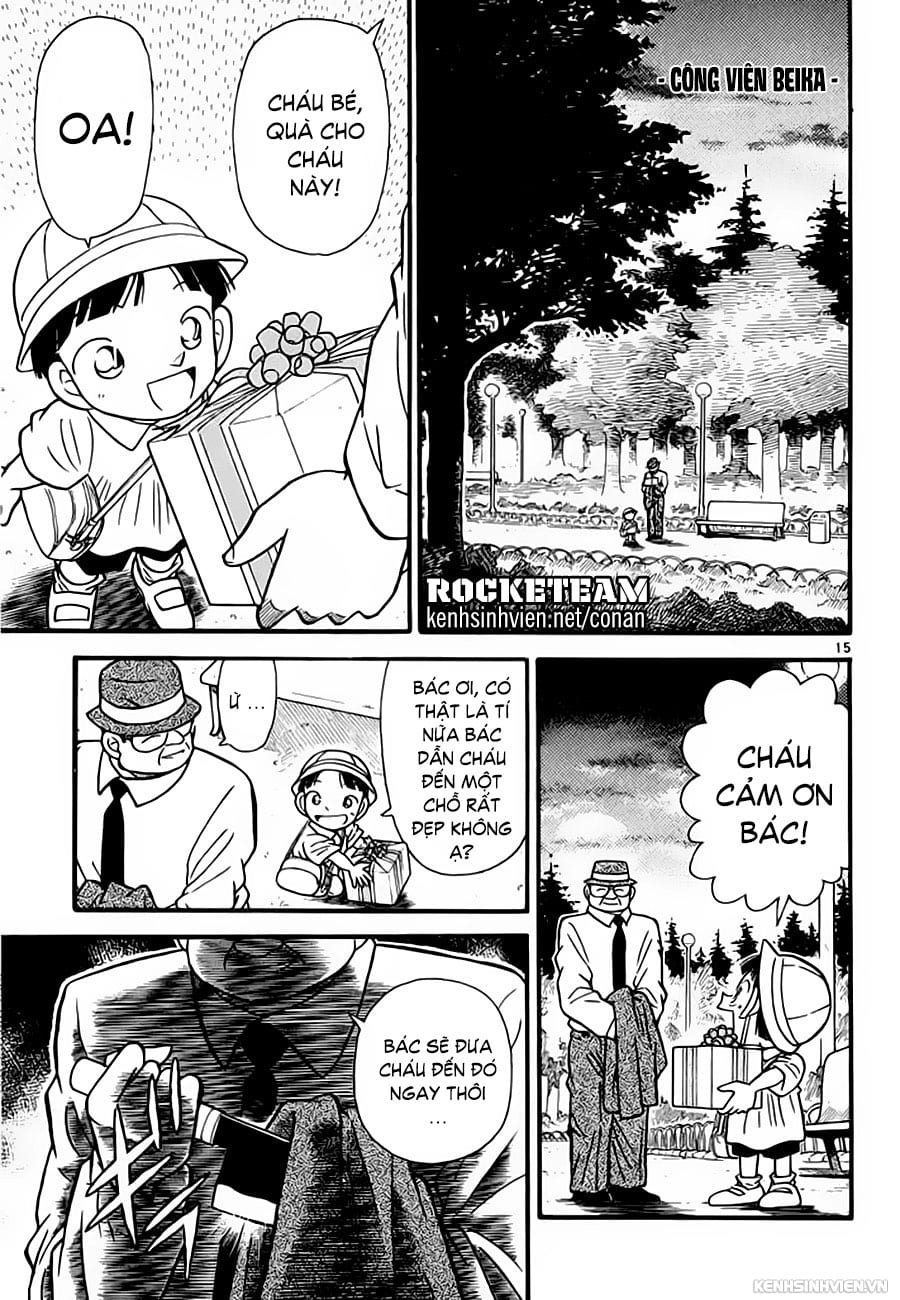 - CÔNG VIÊN BEIKA -
ROCKETEAM
kenhsinhvien.net/conan
CHÁU BÉ,
QUÀ CHO
CHÁU
NÀY!
OA!
15
CHÁU
CẢM ƠN
BÁC!
BÁC ƠI, CÓ
THẬT LÀ TÍ
NỮA BÁC
DẪN CHÁU
ĐẾN MỘT
CHỖ RẤT
ĐẸP KHÔNG
Ạ?
Ừ ...
BÁC SẼ ĐƯA
CHÁU ĐẾN ĐÓ
NGAY THÔI
...
KENHSINHVIEN.VN